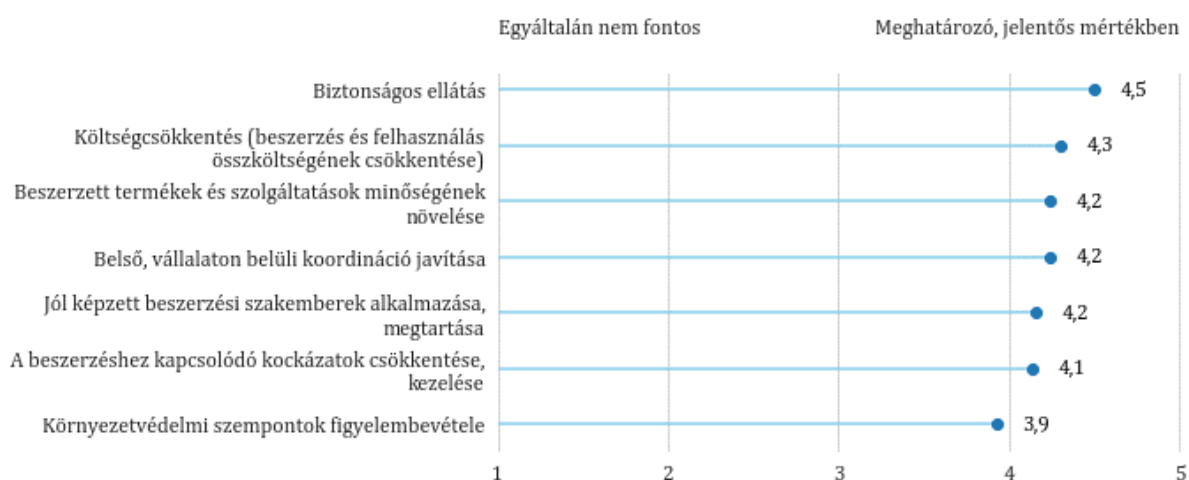 Egyáltalán nem fontos
Meghatározó, jelentős mértékben
Biztonságos ellátás
4,5
Költségcsökkentés (beszerzés és felhasználás
összköltségének csökkentése)
4,3
Beszerzett termékek és szolgáltatások minőségének
növelése
4,2
Belső, vállalaton belüli koordináció javítása
4,2
Jól képzett beszerzési szakemberek alkalmazása,
megtartása
4,2
A beszerzéshez kapcsolódó kockázatok csökkentése,
kezelése
4,1
Környezetvédelmi szempontok figyelembevétele
3,9
1 2 3 4 5